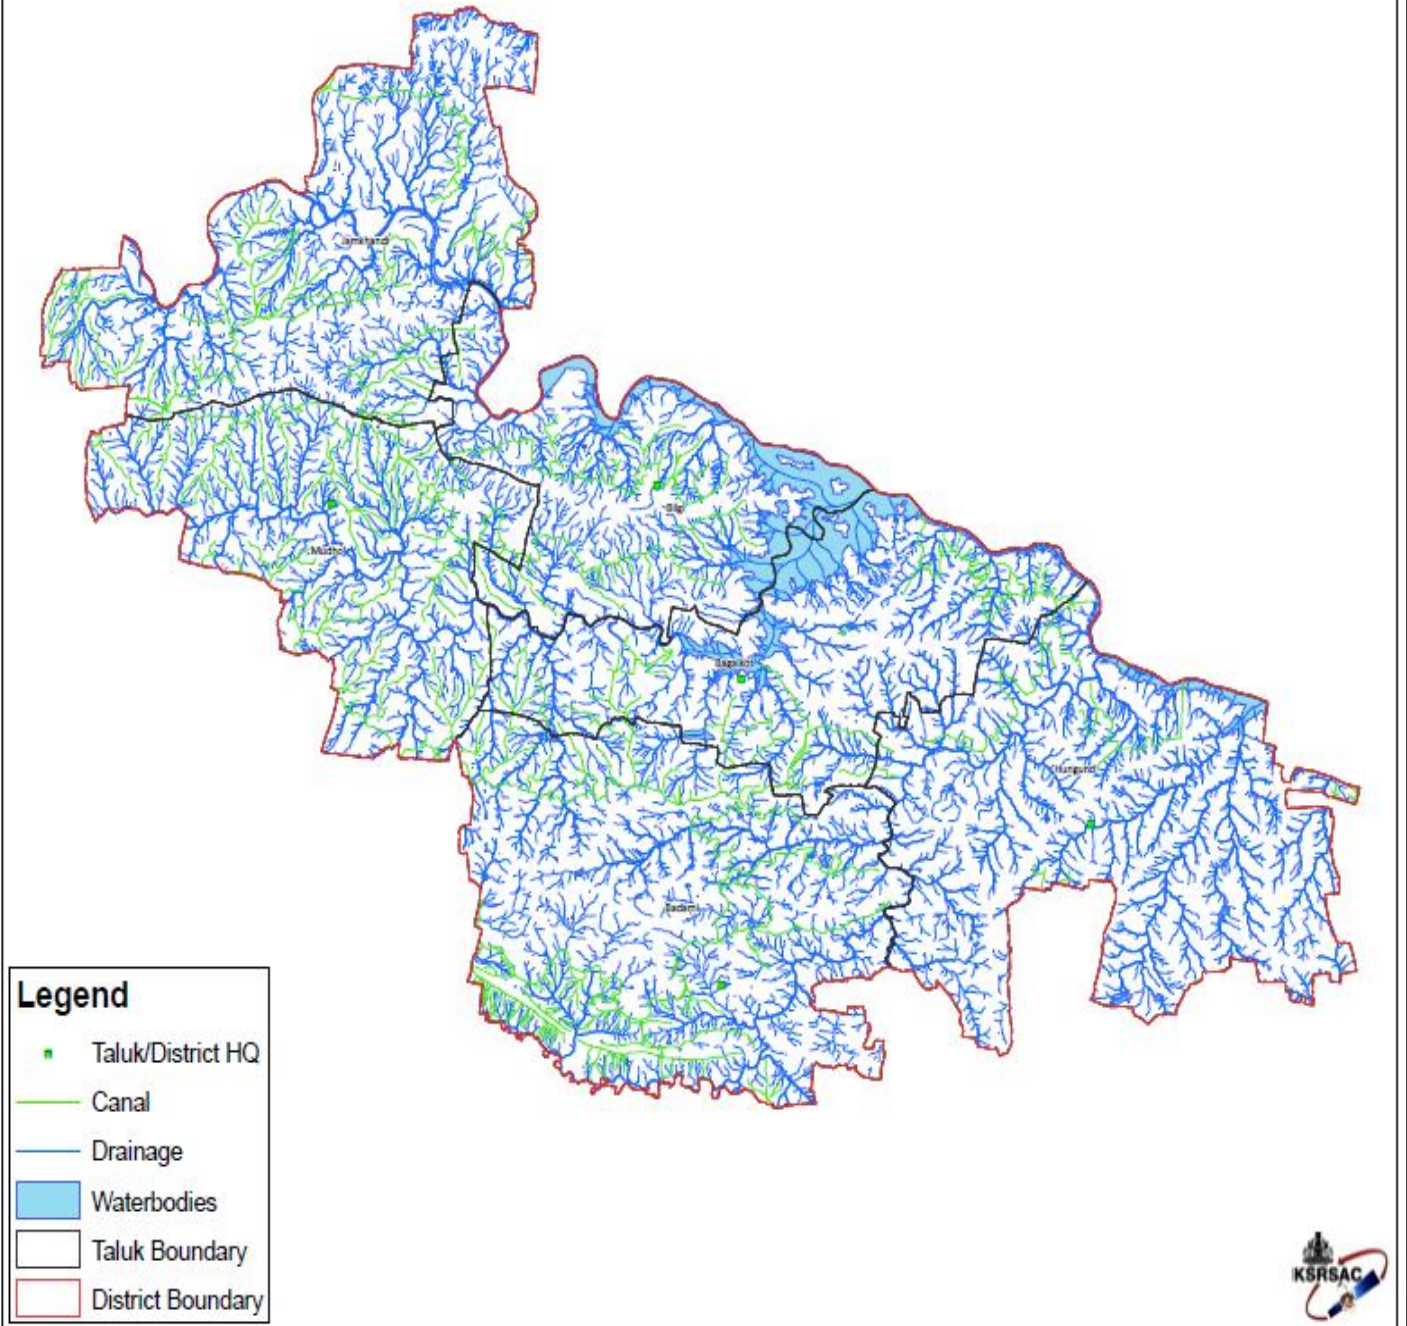 Jamkhandi
Bilgi
Mudhol
Bagalkot
Hungund
Badami
Legend
Taluk/District HQ
Canal
Drainage
Waterbodies
Taluk Boundary
District Boundary
KSRSAC